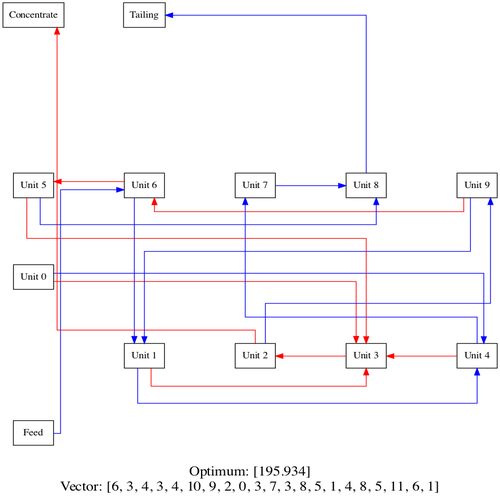 Concentrate Tailing
Unit 5 Unit 6 Unit 7 Unit 8 Unit 9
Unit 0
Unit 1 Unit 2 Unit 3 Unit 4
Feed
Optimum: [195.934]
Vector: [6, 3, 4, 3, 4, 10, 9, 2, 0, 3, 7, 3, 8, 5, 1, 4, 8, 5, 11, 6, 1]